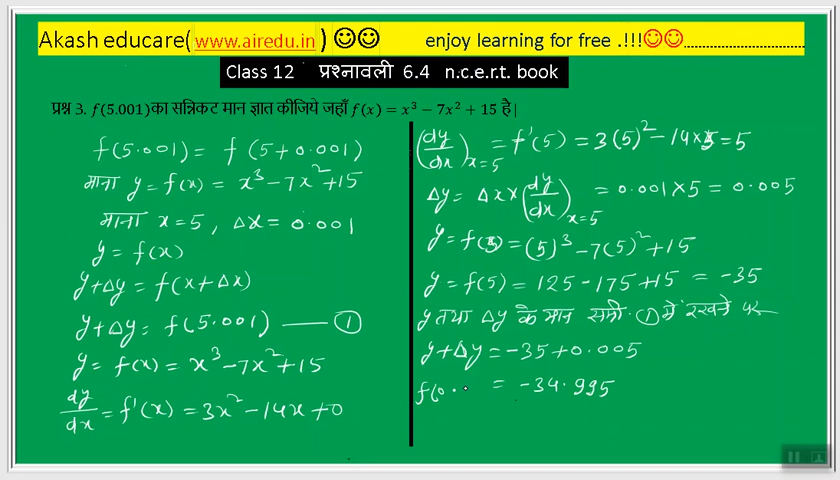 Akash educare( www.airedu.in ) ☺☺ enjoy learning for free .!!!☺☺...........................
Class 12 प्रश्नावली 6.4 n.c.e.r.t. book
प्रश्न 3. f(5.001)का सन्निकट मान ज्ञात कीजिये जहाँ f(x) = x³ − 7x² + 15 है|
f(5.001) = f(5+0.001)
माना y = f(x) = x³ − 7x² + 15
माना x = 5, Δx = 0.001
y = f(x)
y+Δy = f(x+Δx)
y+Δy = f(5.001) —— ①
y = f(x) = x³ − 7x² + 15
dy/dx = f'(x) = 3x² − 14x + 0
(dy/dx)x=5 = f'(5) = 3(5)² − 14×5 = 5
Δy = Δx × (dy/dx)x=5 = 0.001×5 = 0.005
y = f(5) = (5)³ − 7(5)² + 15
y = f(5) = 125 − 175 + 15 = −35
y तथा Δy के मान समी. ① में रखने पर
y+Δy = −35 + 0.005
f(0. = −34.995